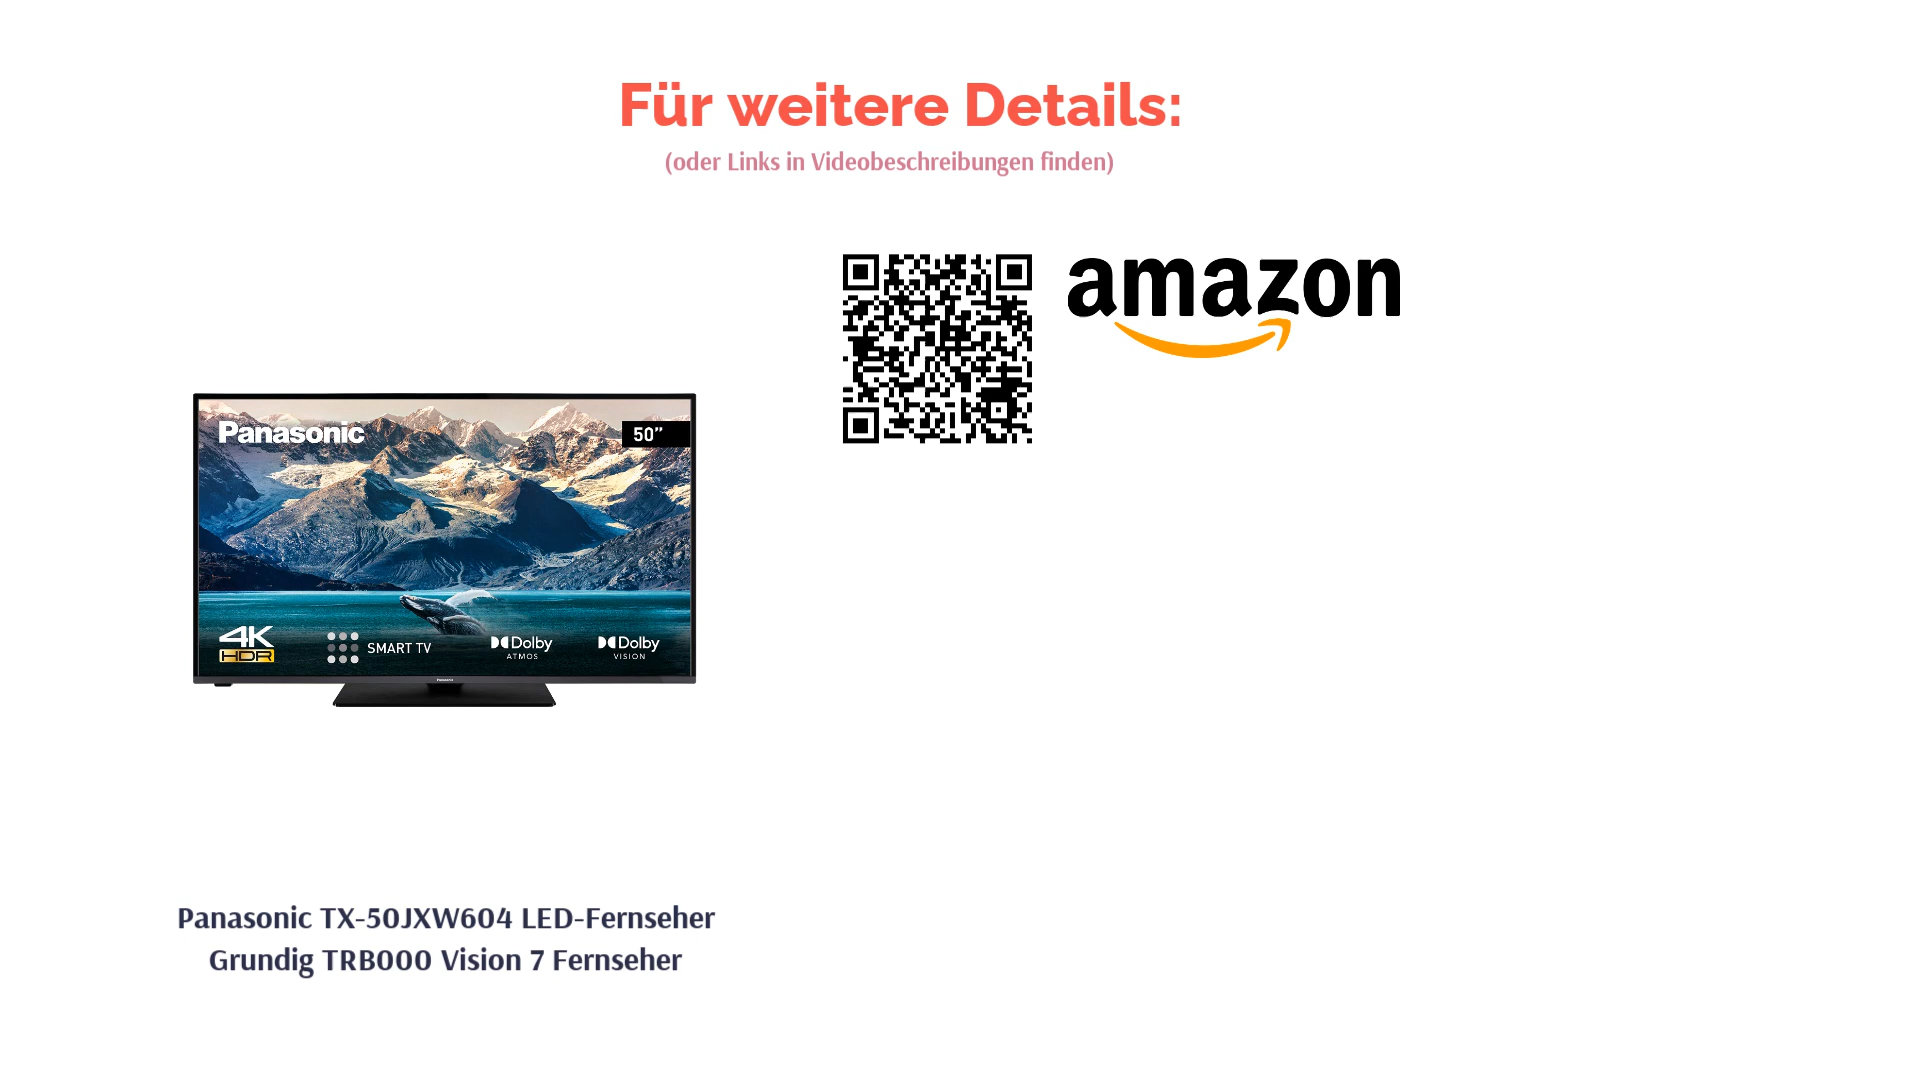 Für weitere Details:
(oder Links in Videobeschreibungen finden)
amazon
Panasonic
50”
4K
HDR
SMART TV
Dolby
ATMOS
Dolby
VISION
Panasonic
Panasonic TX-50JXW604 LED-Fernseher
Grundig TRB000 Vision 7 Fernseher